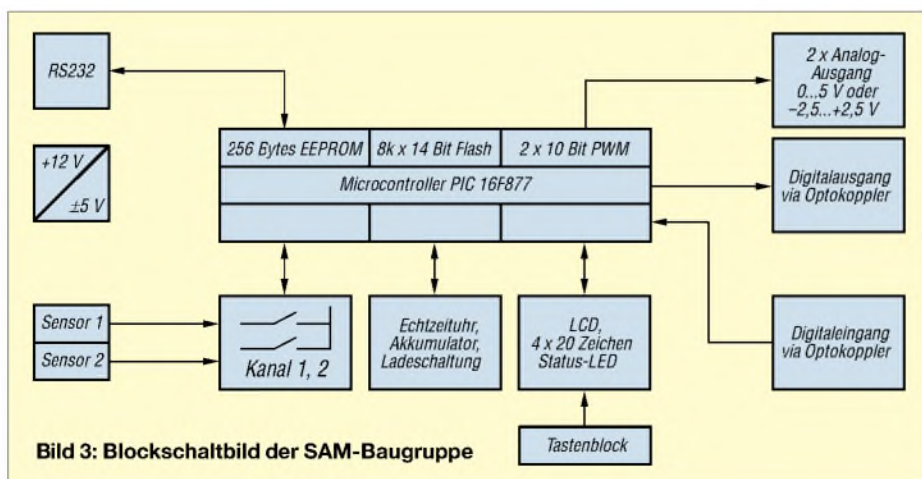 RS232
2 x Analog-
Ausgang
0...5 V oder
–2,5...+2,5 V
256 Bytes EEPROM
8k x 14 Bit Flash
2 x 10 Bit PWM
+12 V
±5 V
Microcontroller PIC 16F877
Digitalausgang
via Optokoppler
Sensor 1
Sensor 2
Kanal 1, 2
Echtzeituhr,
Akkumulator,
Ladeschaltung
LCD,
4 x 20 Zeichen
Status-LED
Digitaleingang
via Optokoppler
Tastenblock
Bild 3: Blockschaltbild der SAM-Baugruppe